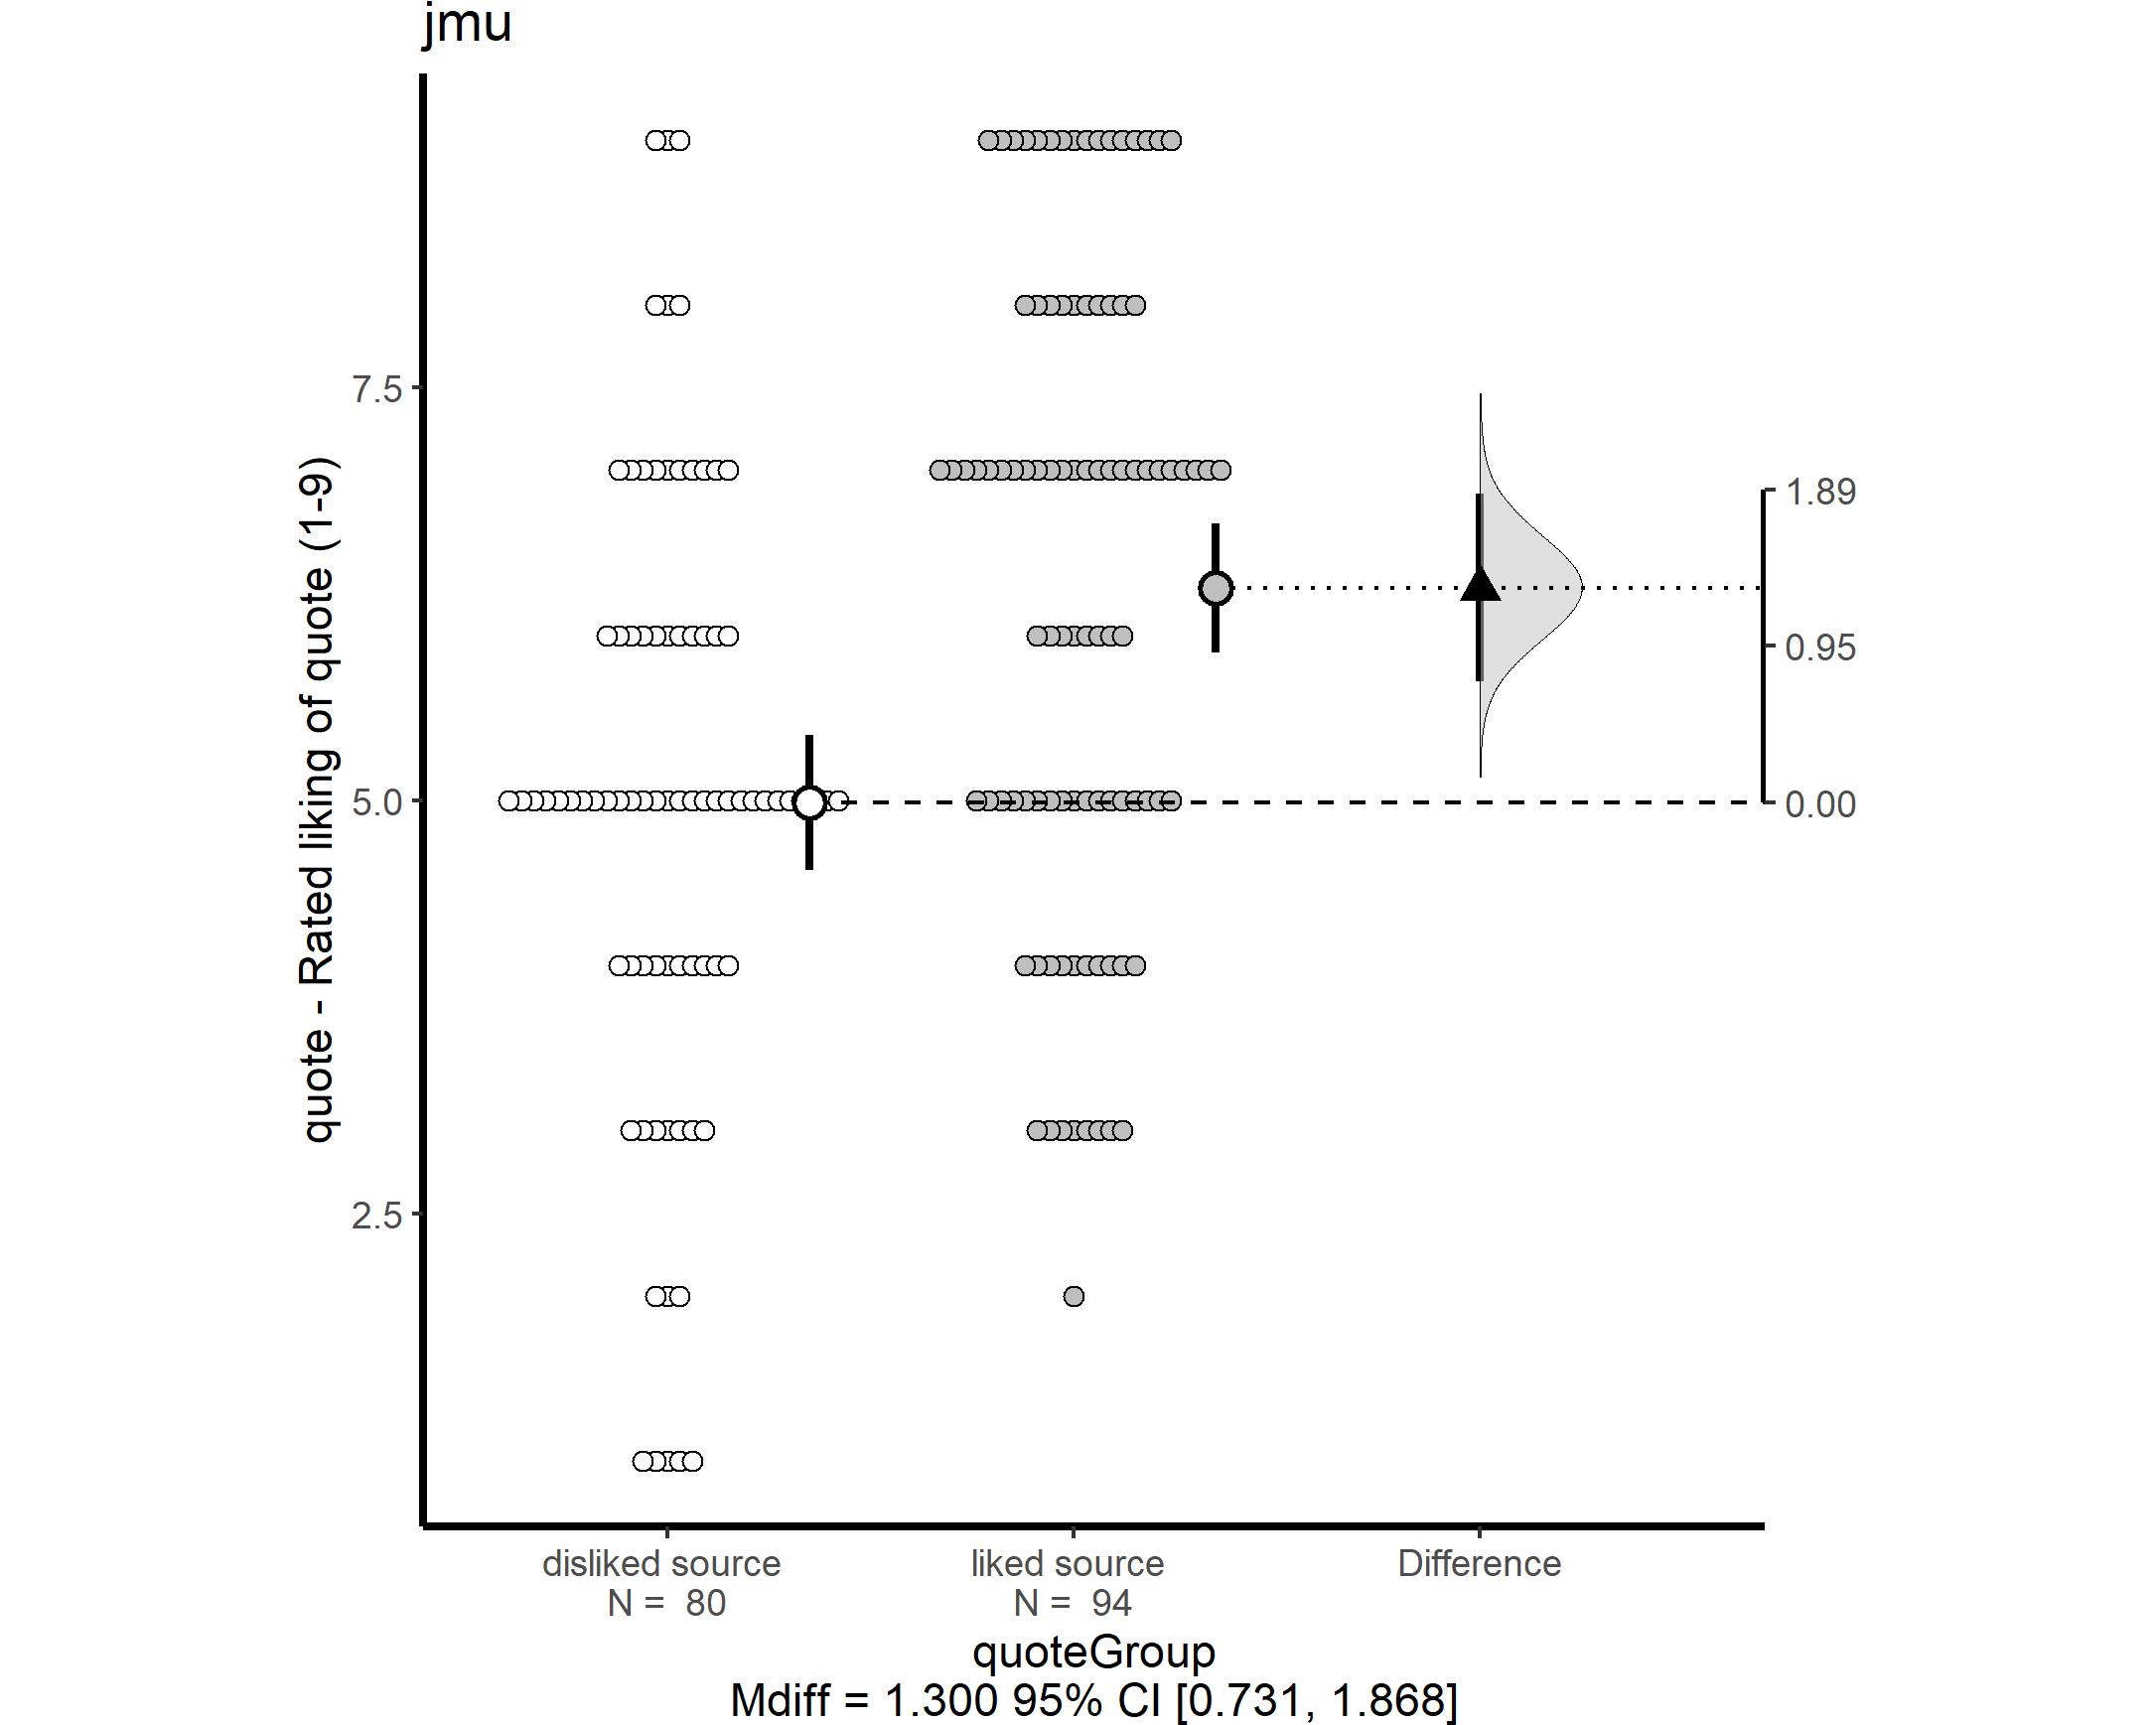 jmu
quote - Rated liking of quote (1-9)
7.5
5.0
2.5
1.89
0.95
0.00
disliked source
N =  80
liked source
N =  94
Difference
quoteGroup
Mdiff = 1.300 95% CI [0.731, 1.868]